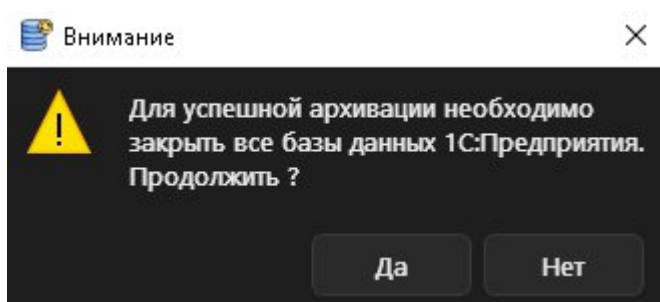 Внимание
Для успешной архивации необходимо
закрыть все базы данных 1С:Предприятия.
Продолжить ?
Да Нет